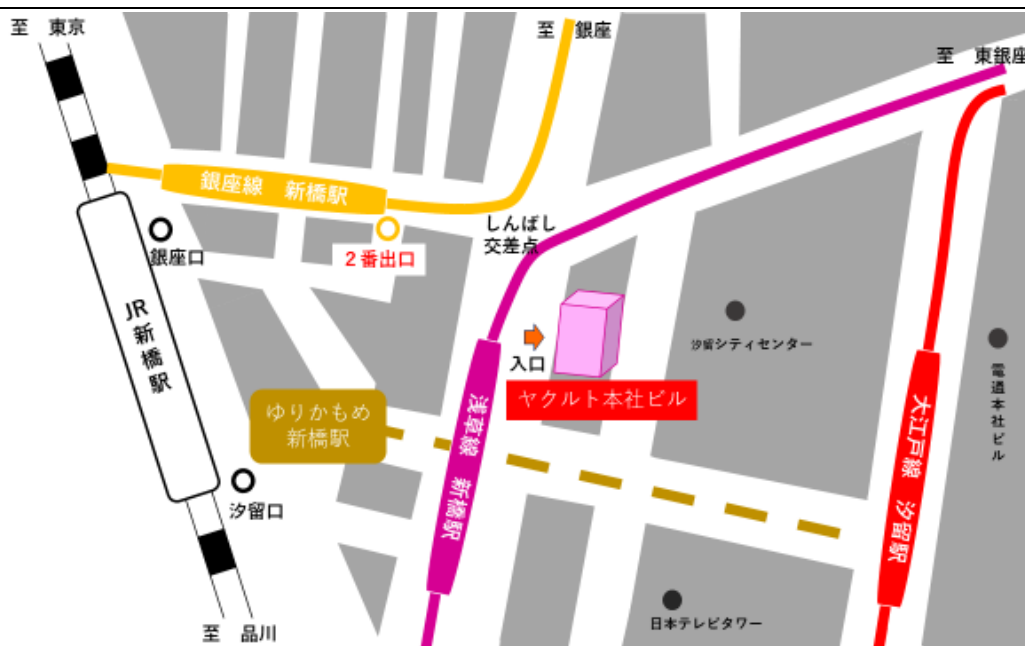 至 東京
至 銀座
至 東銀座
銀座線 新橋駅
しんばし
交差点
銀座口
2番出口
JR新橋駅
汐留シティセンター
入口
ヤクルト本社ビル
電通本社ビル
ゆりかもめ
新橋駅
浅草線 新橋駅
大江戸線 汐留駅
汐留口
日本テレビタワー
至 品川